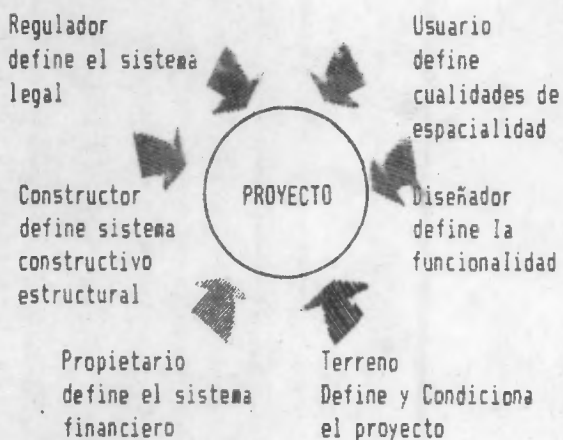 Regulador
define el sistema
legal
Usuario
define
cualidades de
espacialidad
Constructor
define sistema
constructivo
estructural
PROYECTO
Diseñador
define la
funcionalidad
Propietario
define el sistema
financiero
Terreno
Define y Condiciona
el proyecto